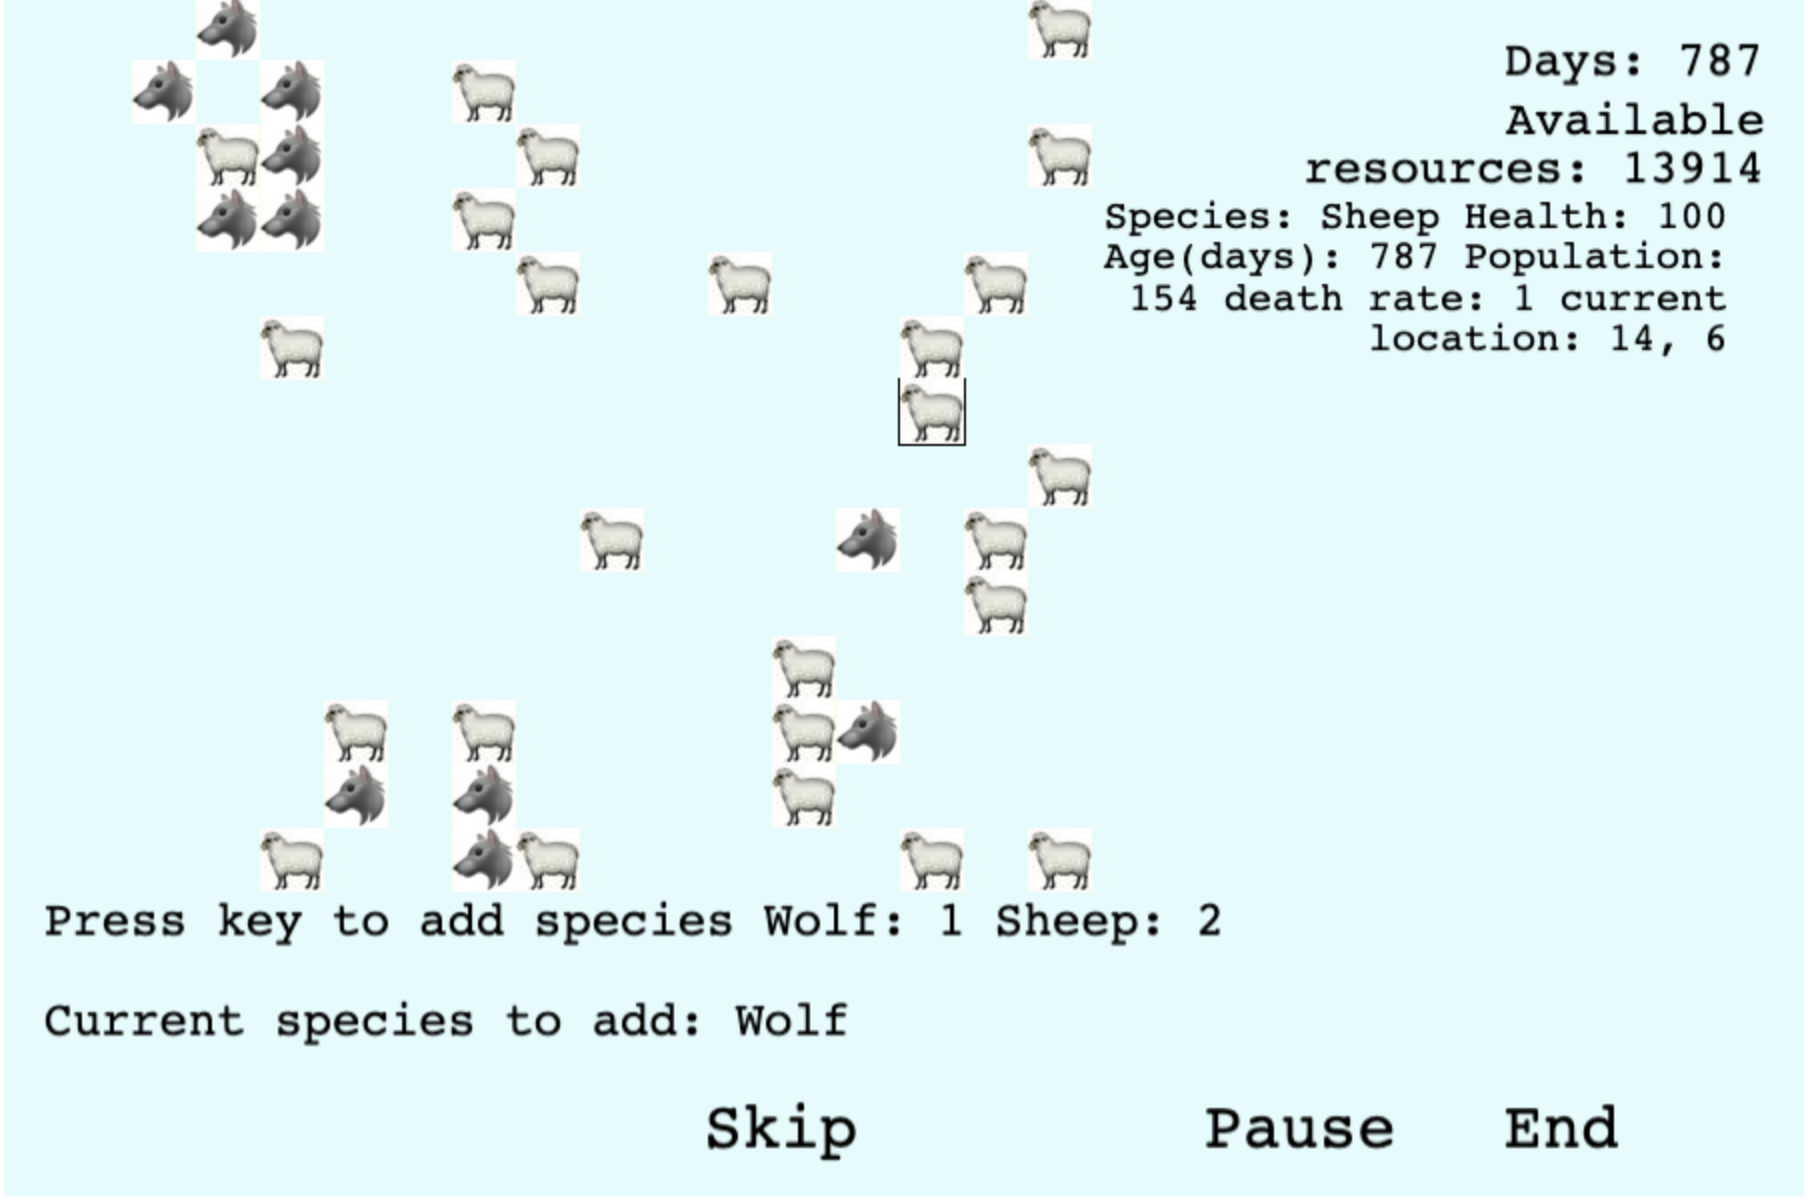 Days: 787
Available
resources: 13914
Species: Sheep Health: 100
Age(days): 787 Population:
154 death rate: 1 current
location: 14, 6
Press key to add species Wolf: 1 Sheep: 2
Current species to add: Wolf
Skip Pause End